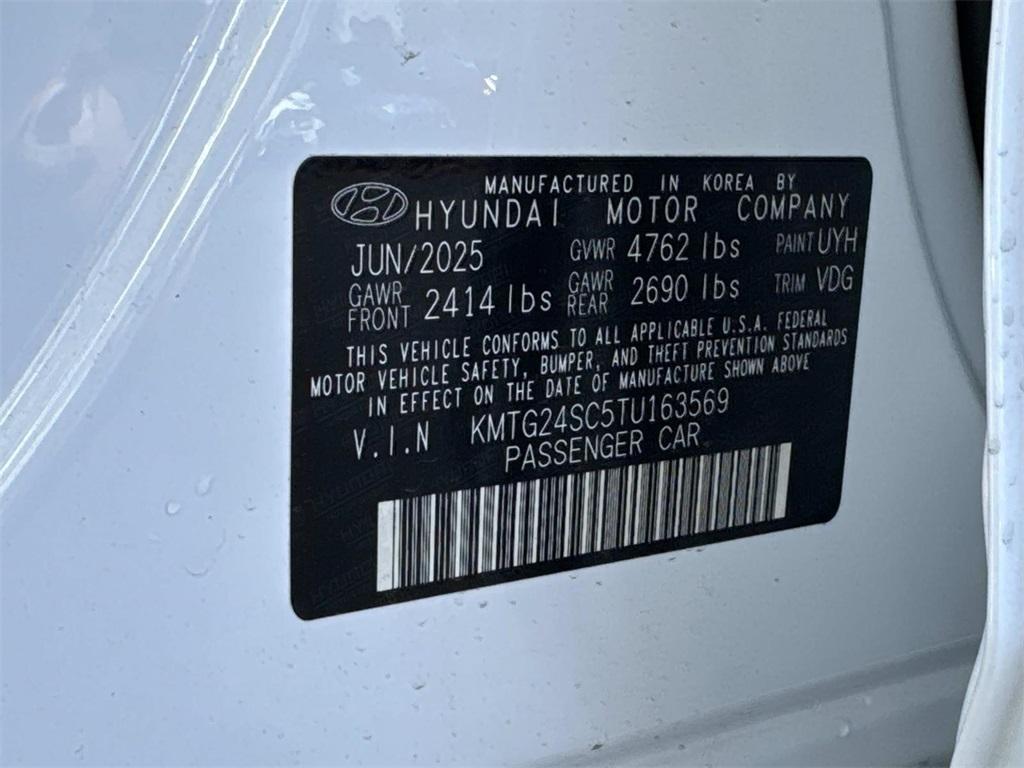 MANUFACTURED IN KOREA BY
HYUNDAI MOTOR COMPANY
JUN/2025 GVWR 4762 lbs PAINT UYH
GAWR FRONT 2414 lbs GAWR REAR 2690 lbs TRIM VDG
THIS VEHICLE CONFORMS TO ALL APPLICABLE U.S.A. FEDERAL
MOTOR VEHICLE SAFETY, BUMPER, AND THEFT PREVENTION STANDARDS
IN EFFECT ON THE DATE OF MANUFACTURE SHOWN ABOVE
V.I.N KMTG24SC5TU163569
PASSENGER CAR